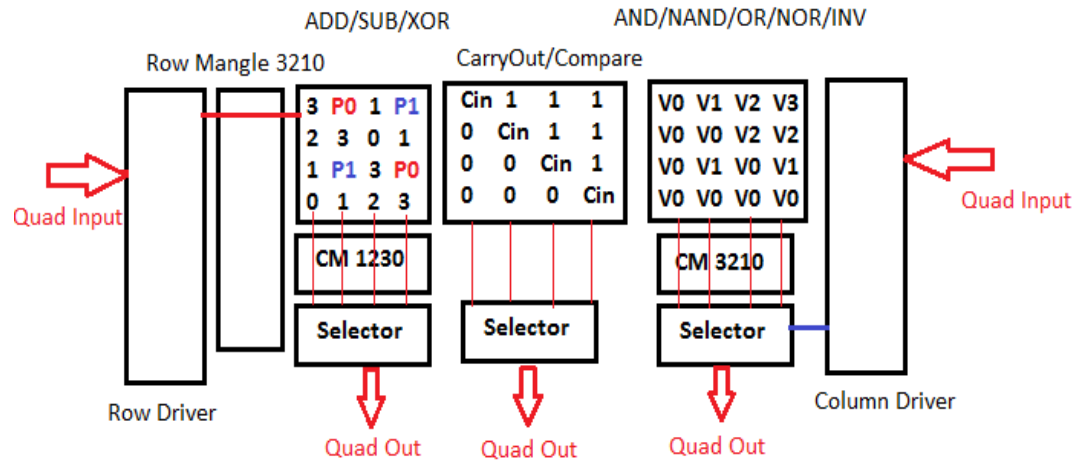 ADD/SUB/XOR
AND/NAND/OR/NOR/INV
Row Mangle 3210
CarryOut/Compare
3 P0 1 P1
2 3 0 1
1 P1 3 P0
0 1 2 3
Cin 1 1 1
0 Cin 1 1
0 0 Cin 1
0 0 0 Cin
V0 V1 V2 V3
V0 V0 V2 V2
V0 V1 V0 V1
V0 V0 V0 V0
Quad Input
Quad Input
CM 1230
CM 3210
Selector
Selector
Selector
Row Driver
Column Driver
Quad Out
Quad Out
Quad Out